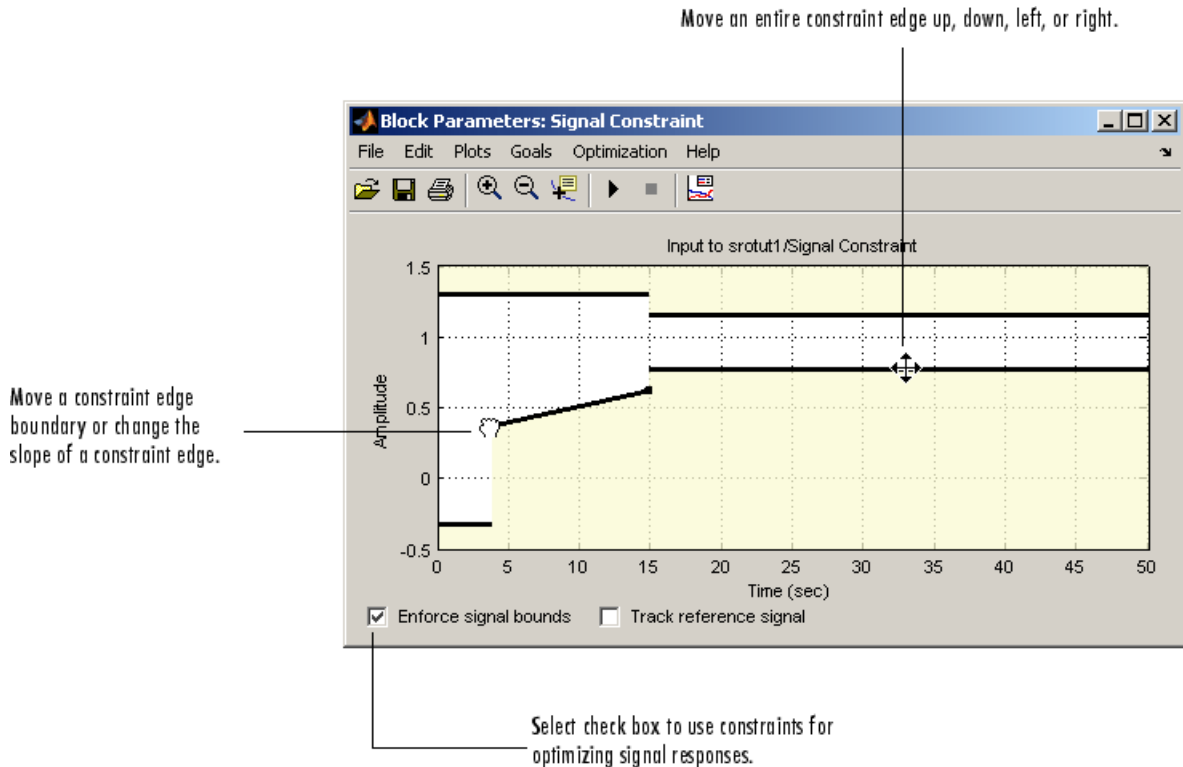 Move an entire constraint edge up, down, left, or right.
Block Parameters: Signal Constraint
File Edit Plots Goals Optimization Help
Input to srotut1/Signal Constraint
1.5
1
0.5
0
-0.5
Amplitude
Move a constraint edge
boundary or change the
slope of a constraint edge.
0 5 10 15 20 25 30 35 40 45 50
Time (sec)
Enforce signal bounds Track reference signal
Select check box to use constraints for
optimizing signal responses.